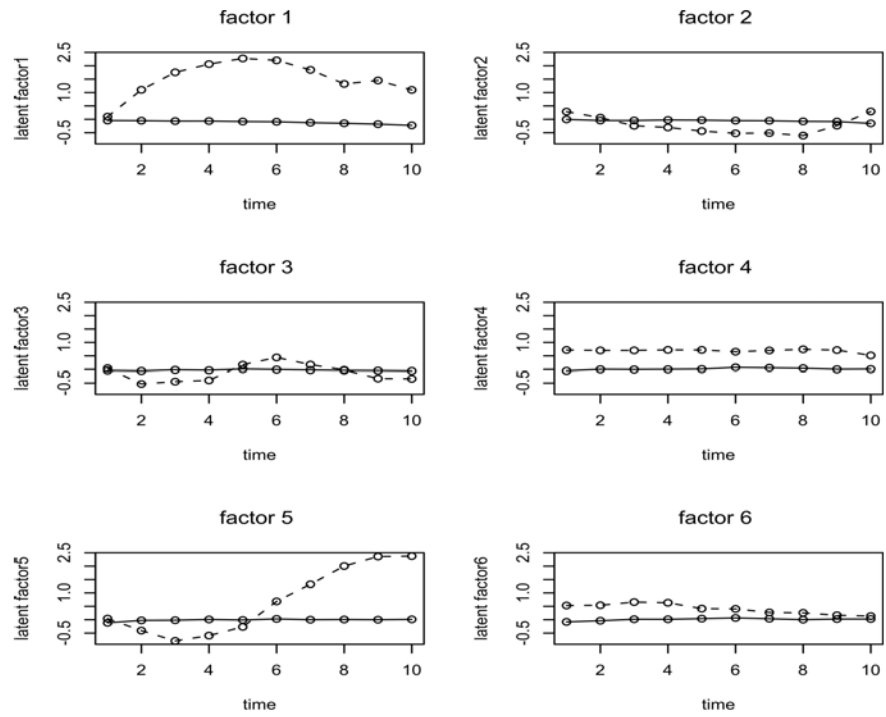 factor 1
latent factor1
2.5
1.0
-0.5
2 4 6 8 10
time
factor 2
latent factor2
2.5
1.0
-0.5
2 4 6 8 10
time
factor 3
latent factor3
2.5
1.0
-0.5
2 4 6 8 10
time
factor 4
latent factor4
2.5
1.0
-0.5
2 4 6 8 10
time
factor 5
latent factor5
2.5
1.0
-0.5
2 4 6 8 10
time
factor 6
latent factor6
2.5
1.0
-0.5
2 4 6 8 10
time